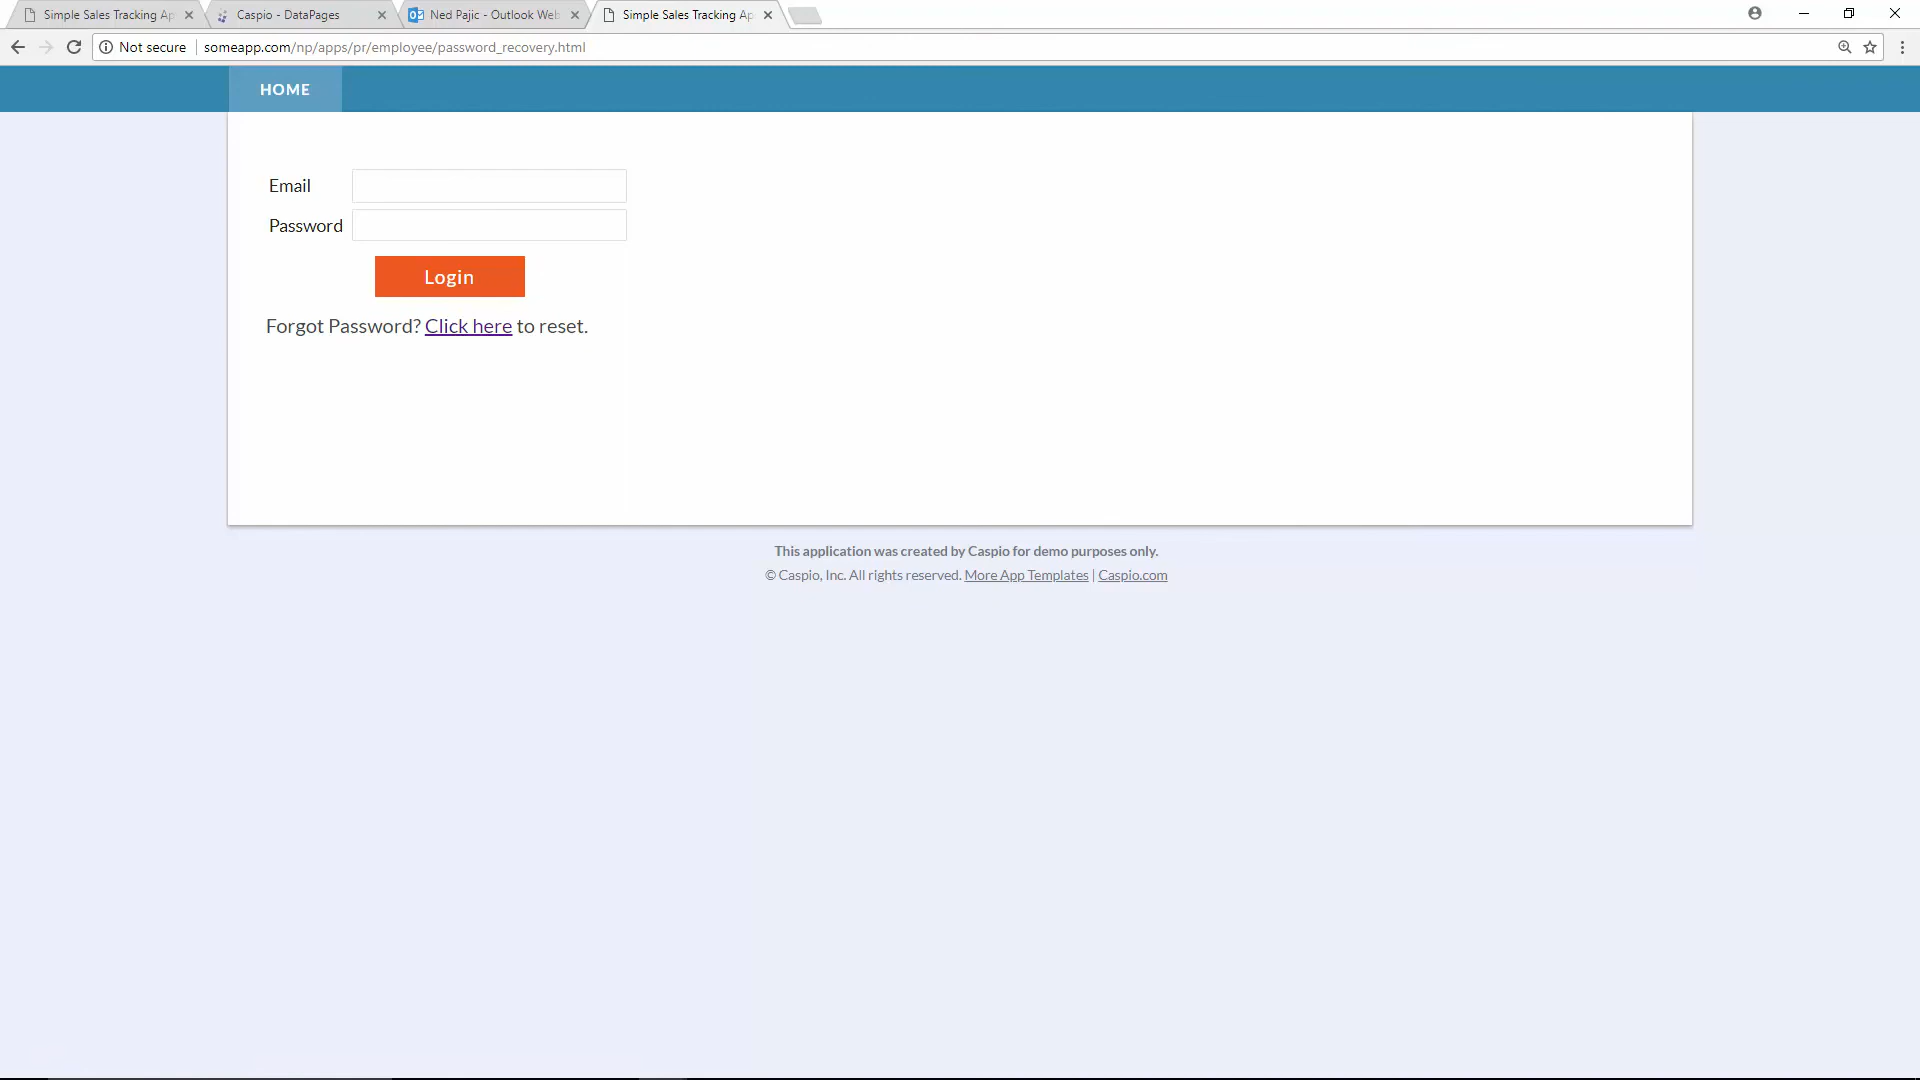 Simple Sales Tracking Ap
Caspio - DataPages
Ned Pajic - Outlook Web
Simple Sales Tracking Ap
Not secure
someapp.com/np/apps/pr/employee/password_recovery.html
HOME
Email
Password
Login
Forgot Password? Click here to reset.
This application was created by Caspio for demo purposes only.
© Caspio, Inc. All rights reserved. More App Templates | Caspio.com